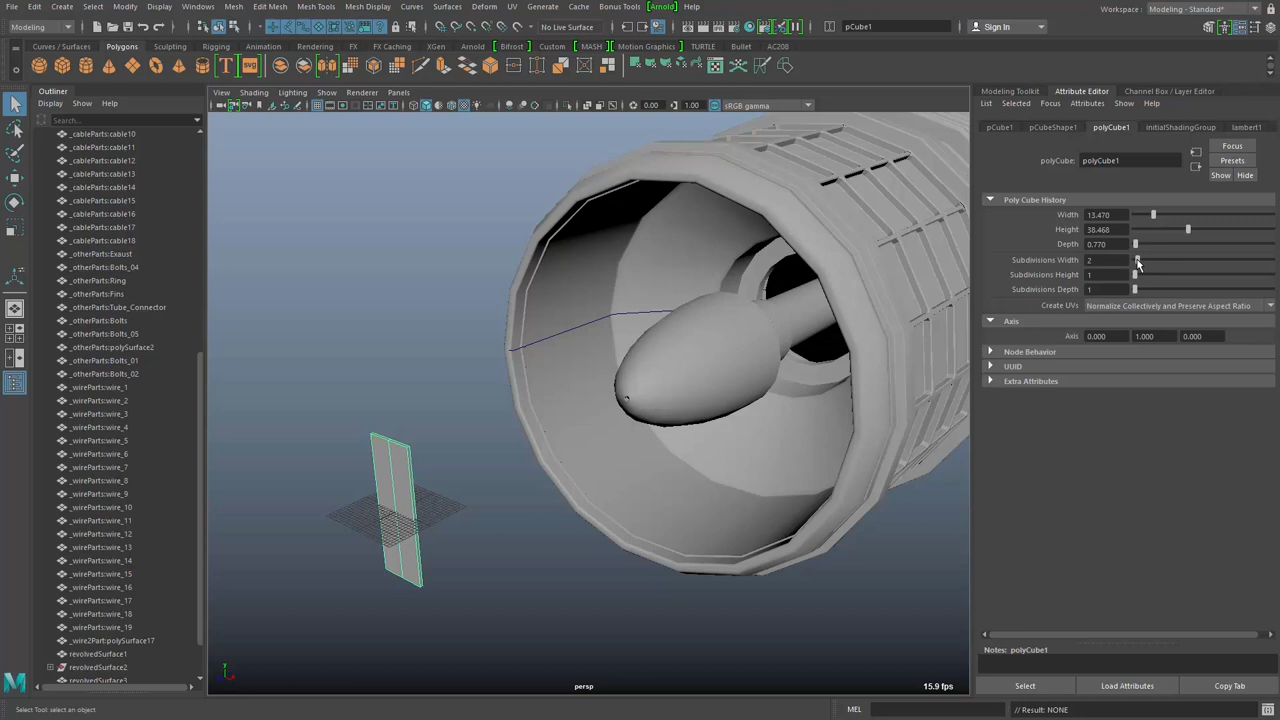 File Edit Create Select Modify Display Windows Mesh Edit Mesh Mesh Tools Mesh Display Curves Surfaces Deform UV Generate Cache Bonus Tools [Arnold] Help
Workspace : Modeling - Standard*
Modeling
No Live Surface
pCube1
Sign In
Curves / Surfaces Polygons Sculpting Rigging Animation Rendering FX FX Caching XGen Arnold Bifrost Custom MASH Motion Graphics TURTLE Bullet AC208
T svg
Outliner
Display Show Help
Search...
_cableParts:cable10
_cableParts:cable11
_cableParts:cable12
_cableParts:cable13
_cableParts:cable14
_cableParts:cable15
_cableParts:cable16
_cableParts:cable17
_cableParts:cable18
_otherParts:Exaust
_otherParts:Bolts_04
_otherParts:Ring
_otherParts:Fins
_otherParts:Tube_Connector
_otherParts:Bolts
_otherParts:Bolts_05
_otherParts:polySurface2
_otherParts:Bolts_01
_otherParts:Bolts_02
_wireParts:wire_1
_wireParts:wire_2
_wireParts:wire_3
_wireParts:wire_4
_wireParts:wire_5
_wireParts:wire_6
_wireParts:wire_7
_wireParts:wire_8
_wireParts:wire_9
_wireParts:wire_10
_wireParts:wire_11
_wireParts:wire_12
_wireParts:wire_13
_wireParts:wire_14
_wireParts:wire_15
_wireParts:wire_16
_wireParts:wire_17
_wireParts:wire_18
_wireParts:wire_19
_wire2Part:polySurface17
revolvedSurface1
revolvedSurface2
revolvedSurface3
View Shading Lighting Show Renderer Panels
0.00 1.00 sRGB gamma
persp
15.9 fps
Modeling Toolkit Attribute Editor Channel Box / Layer Editor
List Selected Focus Attributes Show Help
pCube1 pCubeShape1 polyCube1 initialShadingGroup lambert1
Focus
polyCube: polyCube1
Presets
Show Hide
Poly Cube History
Width 13.470
Height 38.468
Depth 0.770
Subdivisions Width 2
Subdivisions Height 1
Subdivisions Depth 1
Create UVs Normalize Collectively and Preserve Aspect Ratio
Axis
Axis 0.000 1.000 0.000
Node Behavior
UUID
Extra Attributes
Notes: polyCube1
Select Load Attributes Copy Tab
Select Tool: select an object
MEL
// Result: NONE